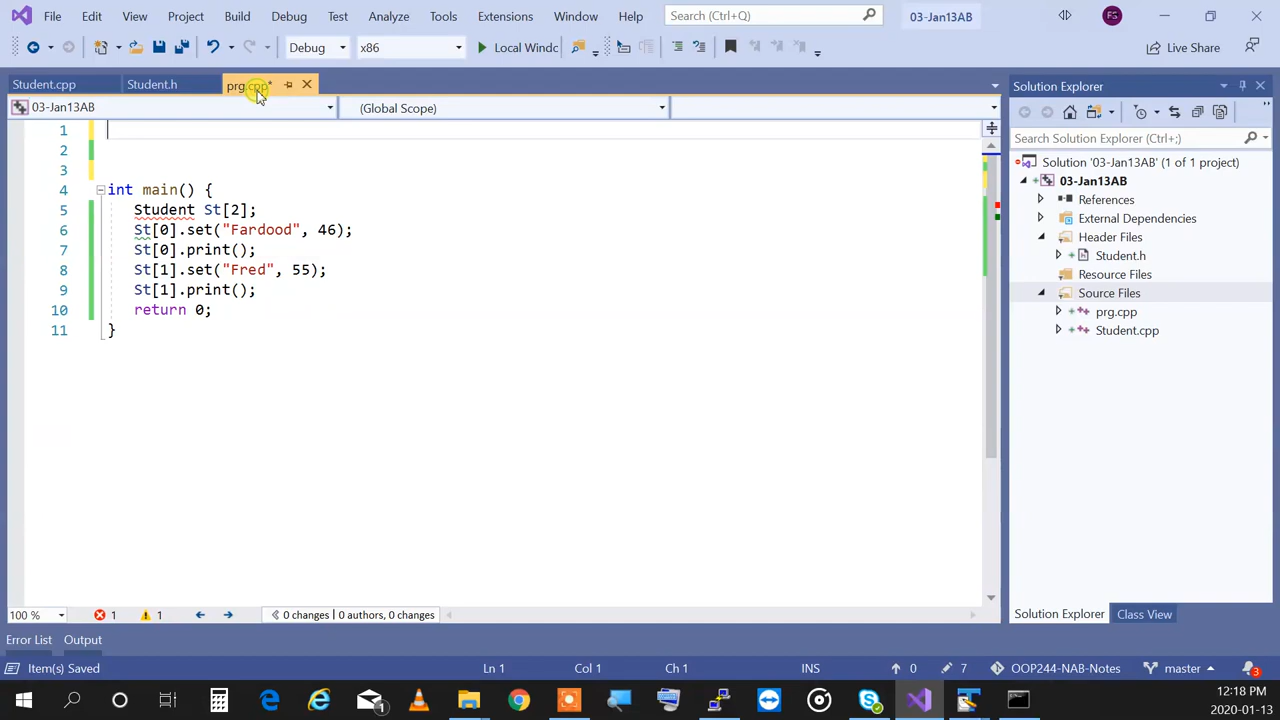 File Edit View Project Build Debug Test Analyze Tools Extensions Window Help Search (Ctrl+Q) 03-Jan13AB FS
Debug x86 Local Windc Live Share
Student.cpp Student.h prg.cpp*
03-Jan13AB (Global Scope)
1
2
3
4 int main() {
5 Student St[2];
6 St[0].set("Fardood", 46);
7 St[0].print();
8 St[1].set("Fred", 55);
9 St[1].print();
10 return 0;
11 }
Solution Explorer
Search Solution Explorer (Ctrl+;)
Solution '03-Jan13AB' (1 of 1 project)
03-Jan13AB
References
External Dependencies
Header Files
Student.h
Resource Files
Source Files
prg.cpp
Student.cpp
100 % 1 1 0 changes | 0 authors, 0 changes
Solution Explorer Class View
Error List Output
Item(s) Saved Ln 1 Col 1 Ch 1 INS 0 7 OOP244-NAB-Notes master 3
1
12:18 PM
2020-01-13